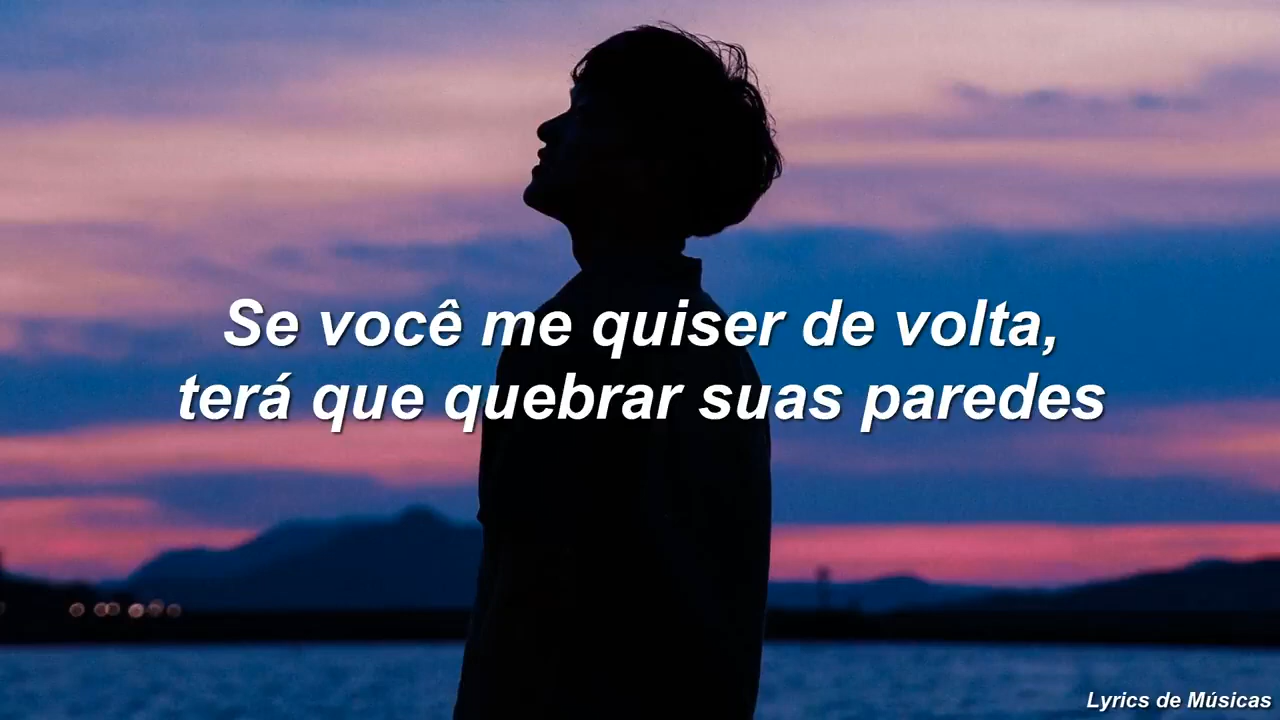 Se você me quiser de volta,
terá que quebrar suas paredes
Lyrics de Músicas